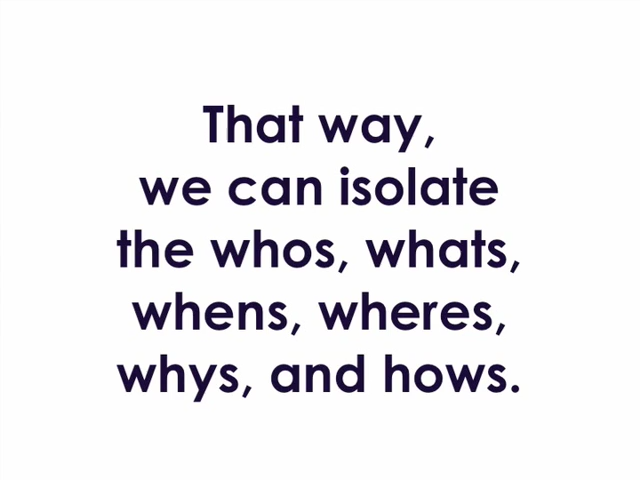 That way,
we can isolate
the whos, whats,
whens, wheres,
whys, and hows.